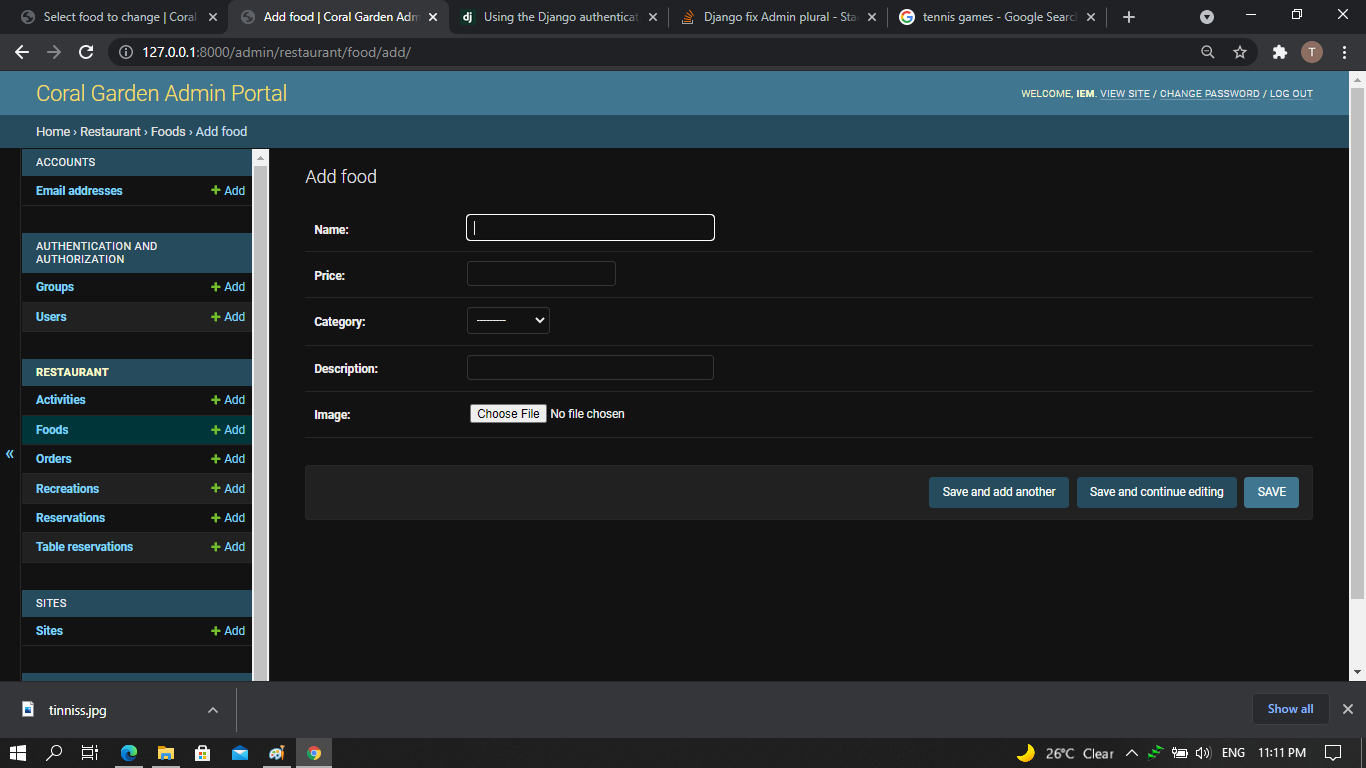 Select food to change | Coral
Add food | Coral Garden Adm
dj Using the Django authenticat
Django fix Admin plural - Sta
tennis games - Google Searc
127.0.0.1:8000/admin/restaurant/food/add/
T
Coral Garden Admin Portal
WELCOME, IEM. VIEW SITE / CHANGE PASSWORD / LOG OUT
Home › Restaurant › Foods › Add food
ACCOUNTS
Email addresses + Add
AUTHENTICATION AND
AUTHORIZATION
Groups + Add
Users + Add
RESTAURANT
Activities + Add
Foods + Add
Orders + Add
Recreations + Add
Reservations + Add
Table reservations + Add
SITES
Sites + Add
«
Add food
Name:
Price:
Category: ---------
Description:
Image: Choose File No file chosen
Save and add another Save and continue editing SAVE
tinniss.jpg
Show all
26°C Clear ENG 11:11 PM